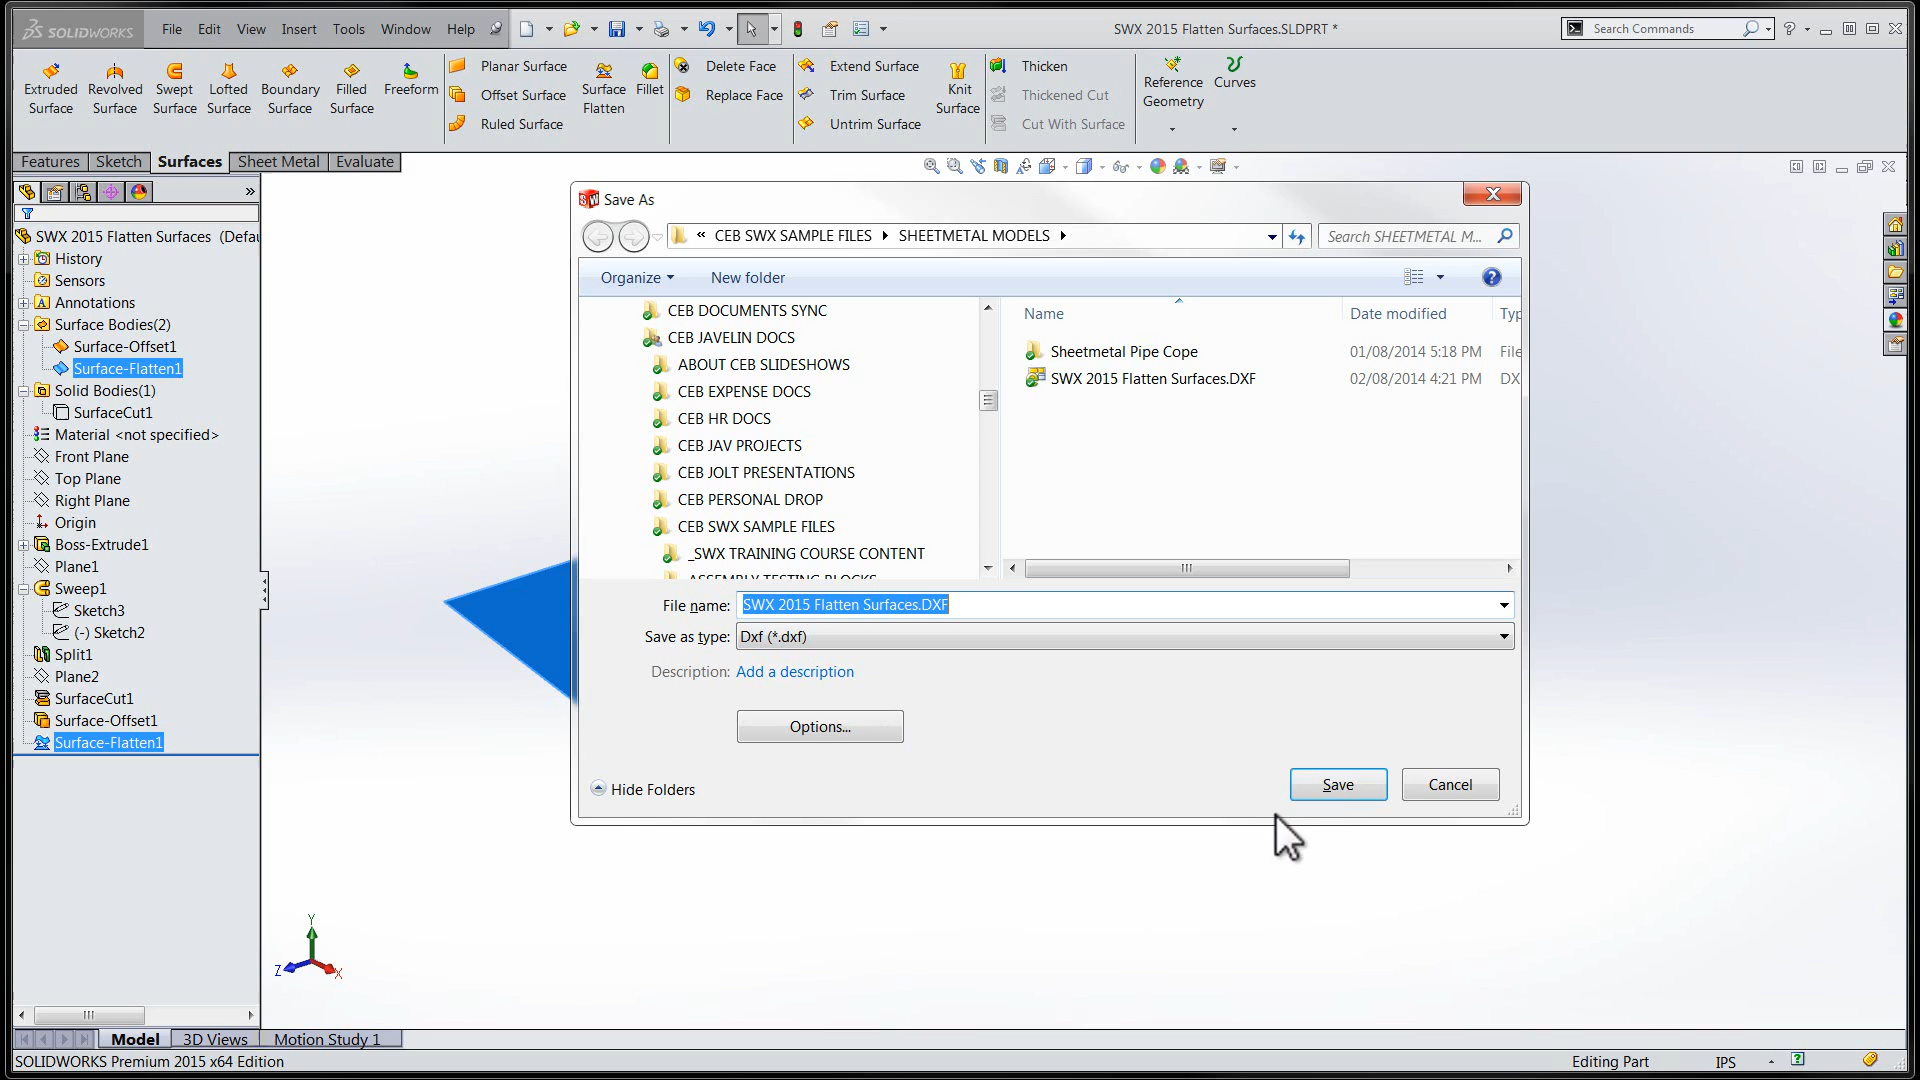 SOLIDWORKS
File Edit View Insert Tools Window Help
SWX 2015 Flatten Surfaces.SLDPRT *
Search Commands
Extruded Surface
Revolved Surface
Swept Surface
Lofted Surface
Boundary Surface
Filled Surface
Freeform
Planar Surface
Offset Surface
Ruled Surface
Surface Flatten
Fillet
Delete Face
Replace Face
Extend Surface
Trim Surface
Untrim Surface
Knit Surface
Thicken
Thickened Cut
Cut With Surface
Reference Geometry
Curves
Features Sketch Surfaces Sheet Metal Evaluate
SWX 2015 Flatten Surfaces (Defau
History
Sensors
Annotations
Surface Bodies(2)
Surface-Offset1
Surface-Flatten1
Solid Bodies(1)
SurfaceCut1
Material <not specified>
Front Plane
Top Plane
Right Plane
Origin
Boss-Extrude1
Plane1
Sweep1
Sketch3
(-) Sketch2
Split1
Plane2
SurfaceCut1
Surface-Offset1
Surface-Flatten1
Save As
« CEB SWX SAMPLE FILES SHEETMETAL MODELS
Search SHEETMETAL M...
Organize New folder
CEB DOCUMENTS SYNC
CEB JAVELIN DOCS
ABOUT CEB SLIDESHOWS
CEB EXPENSE DOCS
CEB HR DOCS
CEB JAV PROJECTS
CEB JOLT PRESENTATIONS
CEB PERSONAL DROP
CEB SWX SAMPLE FILES
_SWX TRAINING COURSE CONTENT
ASSEMBLY TESTING BLOCKS
Name Date modified Typ
Sheetmetal Pipe Cope 01/08/2014 5:18 PM File
SWX 2015 Flatten Surfaces.DXF 02/08/2014 4:21 PM DX
File name: SWX 2015 Flatten Surfaces.DXF
Save as type: Dxf (*.dxf)
Description: Add a description
Options...
Hide Folders
Save Cancel
Y
Z X
Model 3D Views Motion Study 1
SOLIDWORKS Premium 2015 x64 Edition
Editing Part IPS